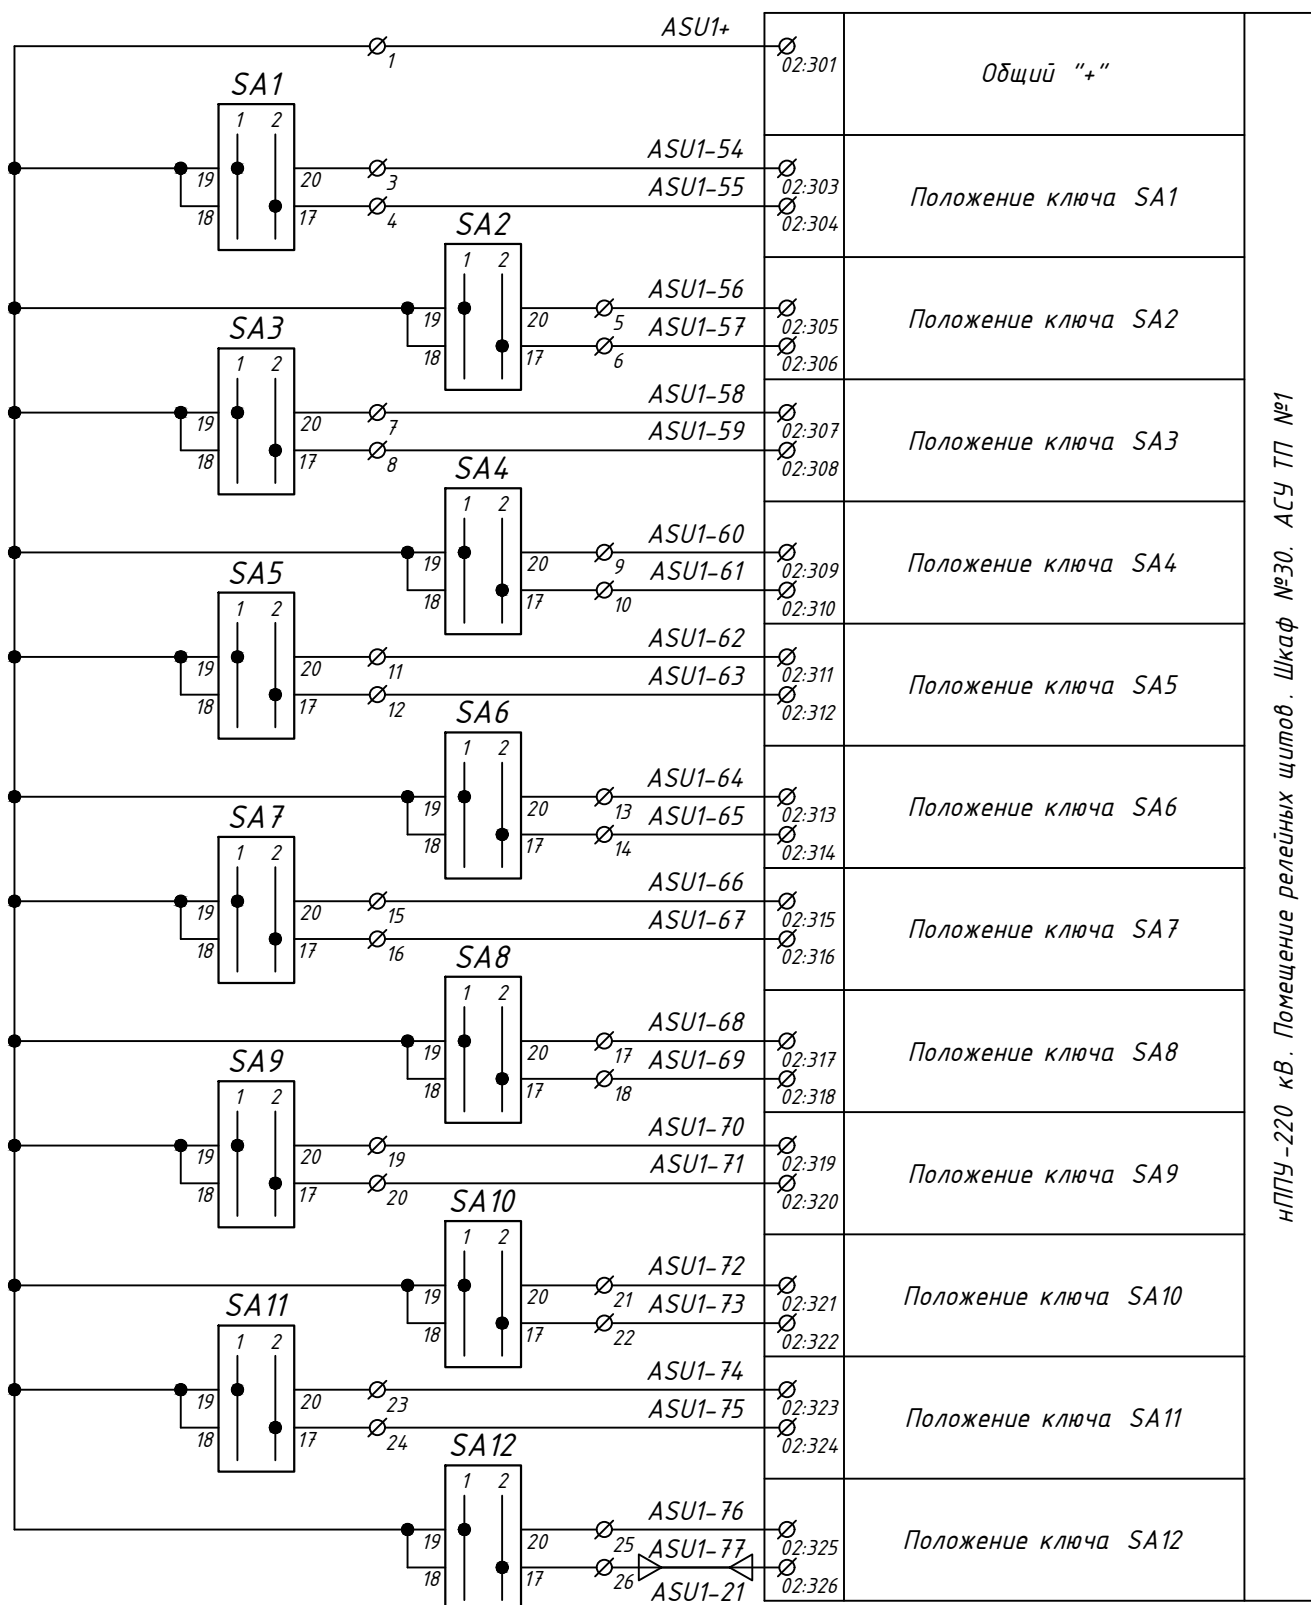 ASU1+
1
02:301
Общий "+"
SA1
1 2
ASU1-54
19 20 3 02:303
ASU1-55
18 17 4 02:304
Положение ключа SA1
SA2
1 2
ASU1-56
19 20 5 02:305
ASU1-57
18 17 6 02:306
Положение ключа SA2
SA3
1 2
ASU1-58
19 20 7 02:307
ASU1-59
18 17 8 02:308
Положение ключа SA3
SA4
1 2
ASU1-60
19 20 9 02:309
ASU1-61
18 17 10 02:310
Положение ключа SA4
SA5
1 2
ASU1-62
19 20 11 02:311
ASU1-63
18 17 12 02:312
Положение ключа SA5
SA6
1 2
ASU1-64
19 20 13 02:313
ASU1-65
18 17 14 02:314
Положение ключа SA6
SA7
1 2
ASU1-66
19 20 15 02:315
ASU1-67
18 17 16 02:316
Положение ключа SA7
SA8
1 2
ASU1-68
19 20 17 02:317
ASU1-69
18 17 18 02:318
Положение ключа SA8
SA9
1 2
ASU1-70
19 20 19 02:319
ASU1-71
18 17 20 02:320
Положение ключа SA9
SA10
1 2
ASU1-72
19 20 21 02:321
ASU1-73
18 17 22 02:322
Положение ключа SA10
SA11
1 2
ASU1-74
19 20 23 02:323
ASU1-75
18 17 24 02:324
Положение ключа SA11
SA12
1 2
ASU1-76
19 20 25 02:325
ASU1-77
18 17 26 02:326
ASU1-21
Положение ключа SA12
нППУ-220 кВ. Помещение релейных щитов. Шкаф №30. АСУ ТП №1